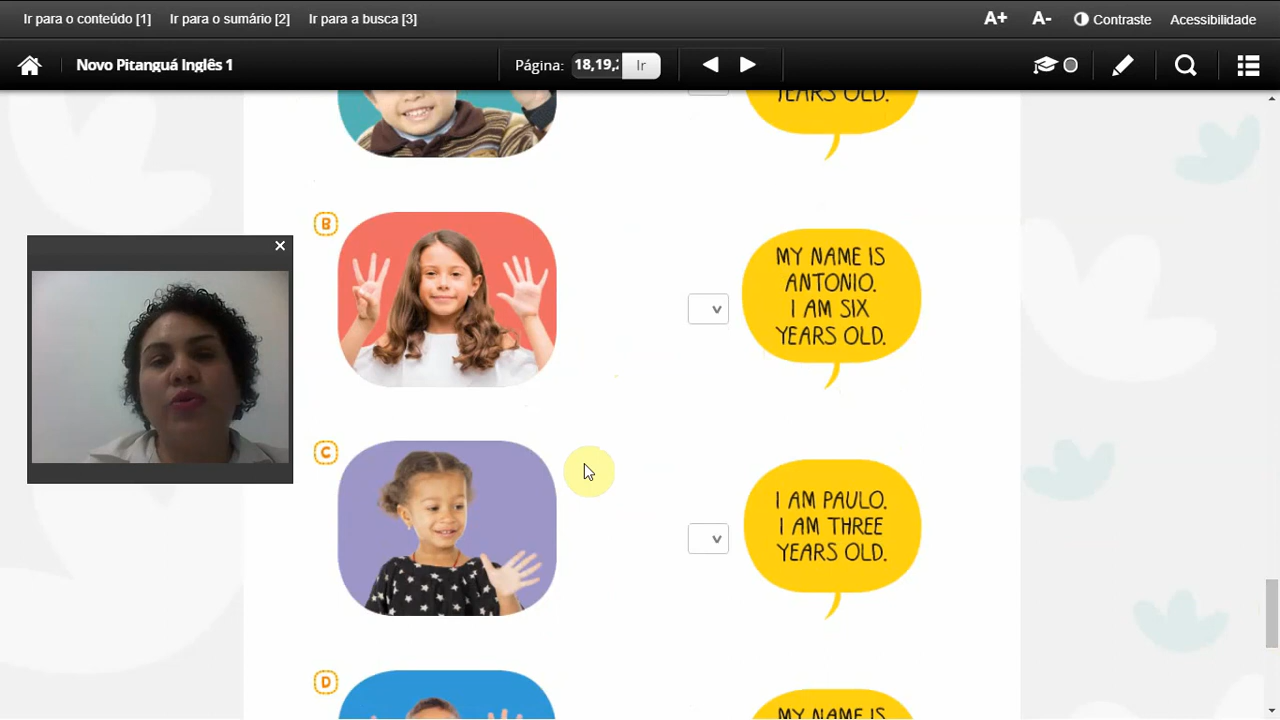 Ir para o conteúdo [1] Ir para o sumário [2] Ir para a busca [3] A+ A- Contraste Acessibilidade
Novo Pitanguá Inglês 1 Página: 18,19,2 Ir
YEARS OLD.
B
MY NAME IS
ANTONIO.
I AM SIX
YEARS OLD.
C
I AM PAULO.
I AM THREE
YEARS OLD.
D
MY NAME IS